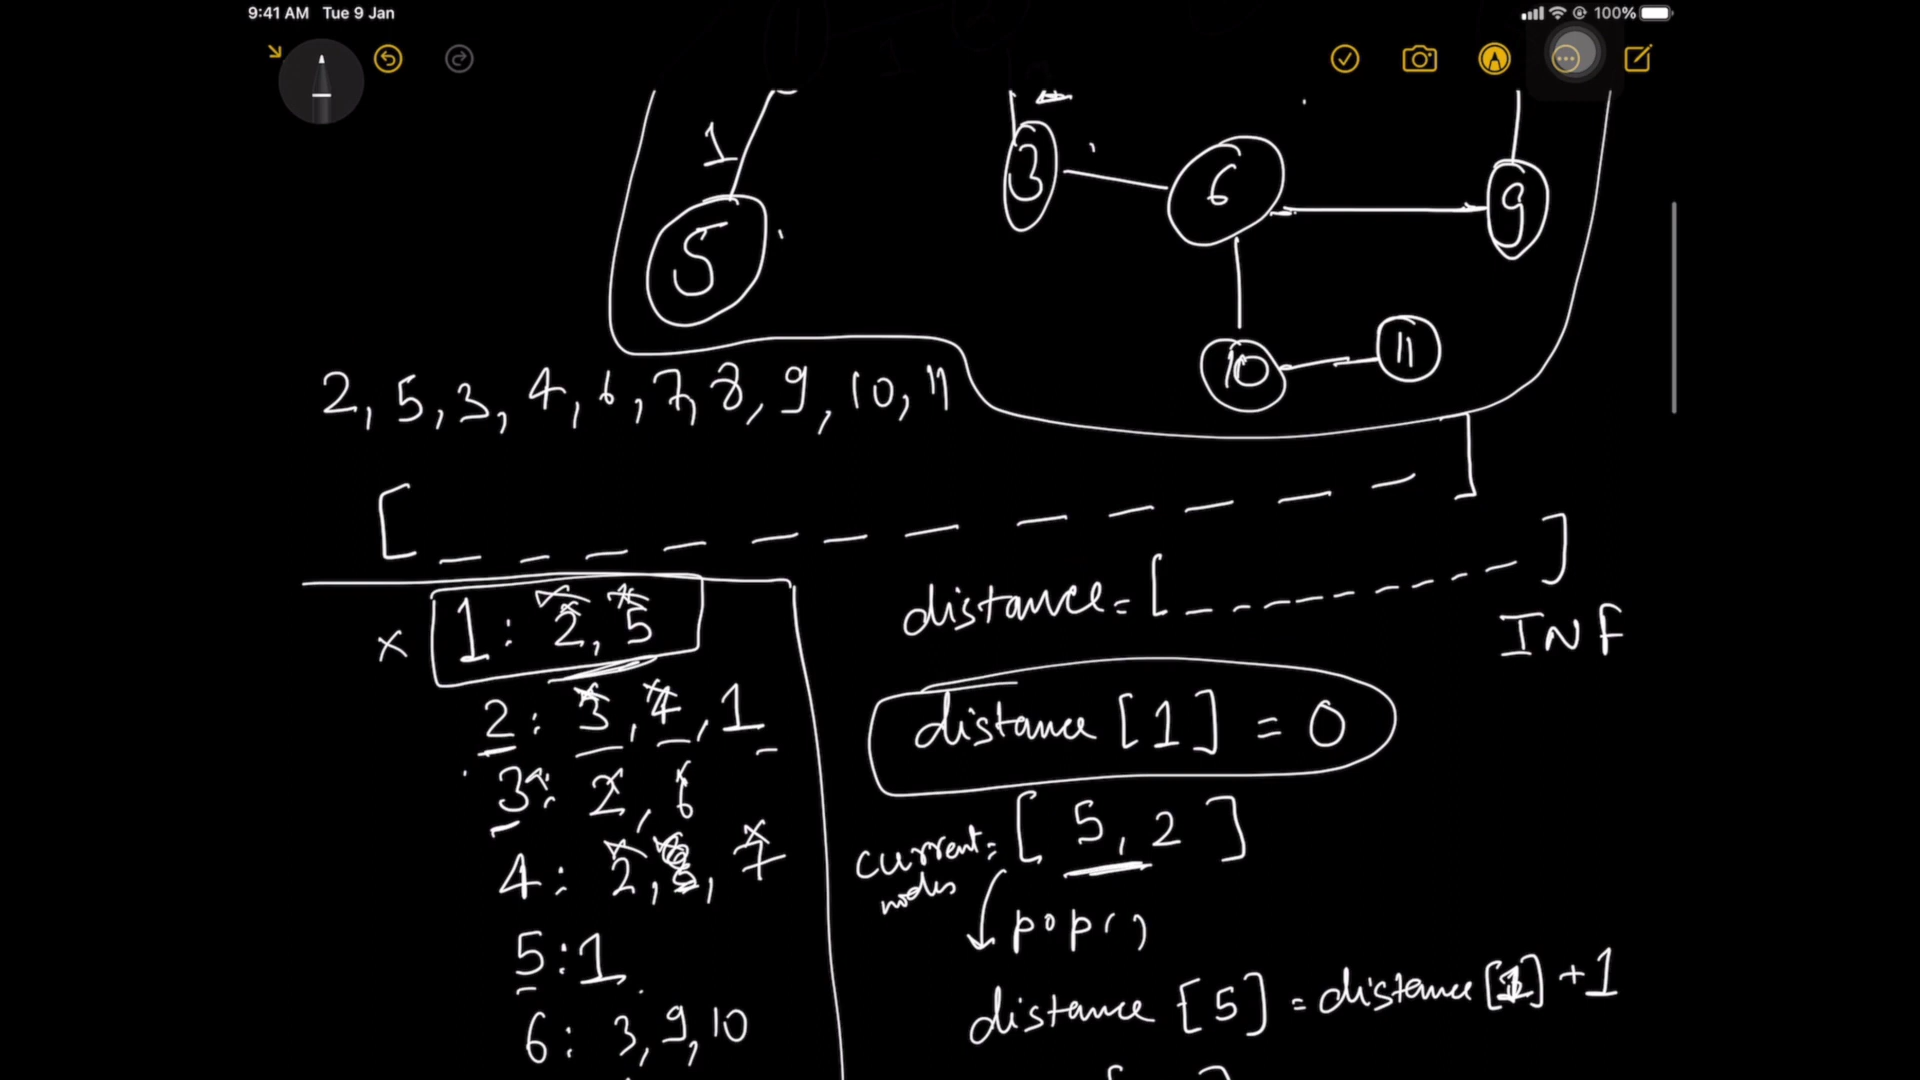 9:41 AM Tue 9 Jan
100%
1
3
6
9
5
10
11
2, 5, 3, 4, 6, 7, 8, 9, 10, 11
[ _ _ _ _ _ _ _ _ _ _ _ _ ]
distance = [ - - - - - - - - - - ]
INF
x 1: 2, 5
2: 3, 4, 1
distance [1] = 0
3: 2, 6
current nodes = [ 5, 2 ]
4: 2, 8, 7
pop()
5: 1
distance [5] = distance [1] + 1
6: 3, 9, 10